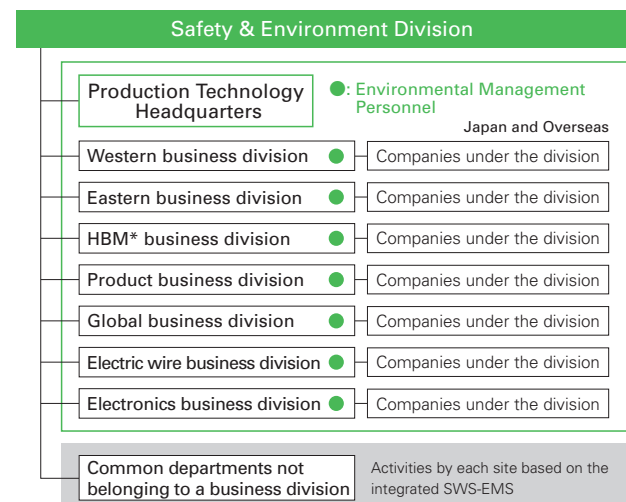 Safety & Environment Division
Production Technology
Headquarters
●: Environmental Management
Personnel
Japan and Overseas
Western business division ● Companies under the division
Eastern business division ● Companies under the division
HBM* business division ● Companies under the division
Product business division ● Companies under the division
Global business division ● Companies under the division
Electric wire business division ● Companies under the division
Electronics business division ● Companies under the division
Common departments not
belonging to a business division
Activities by each site based on the
integrated SWS-EMS